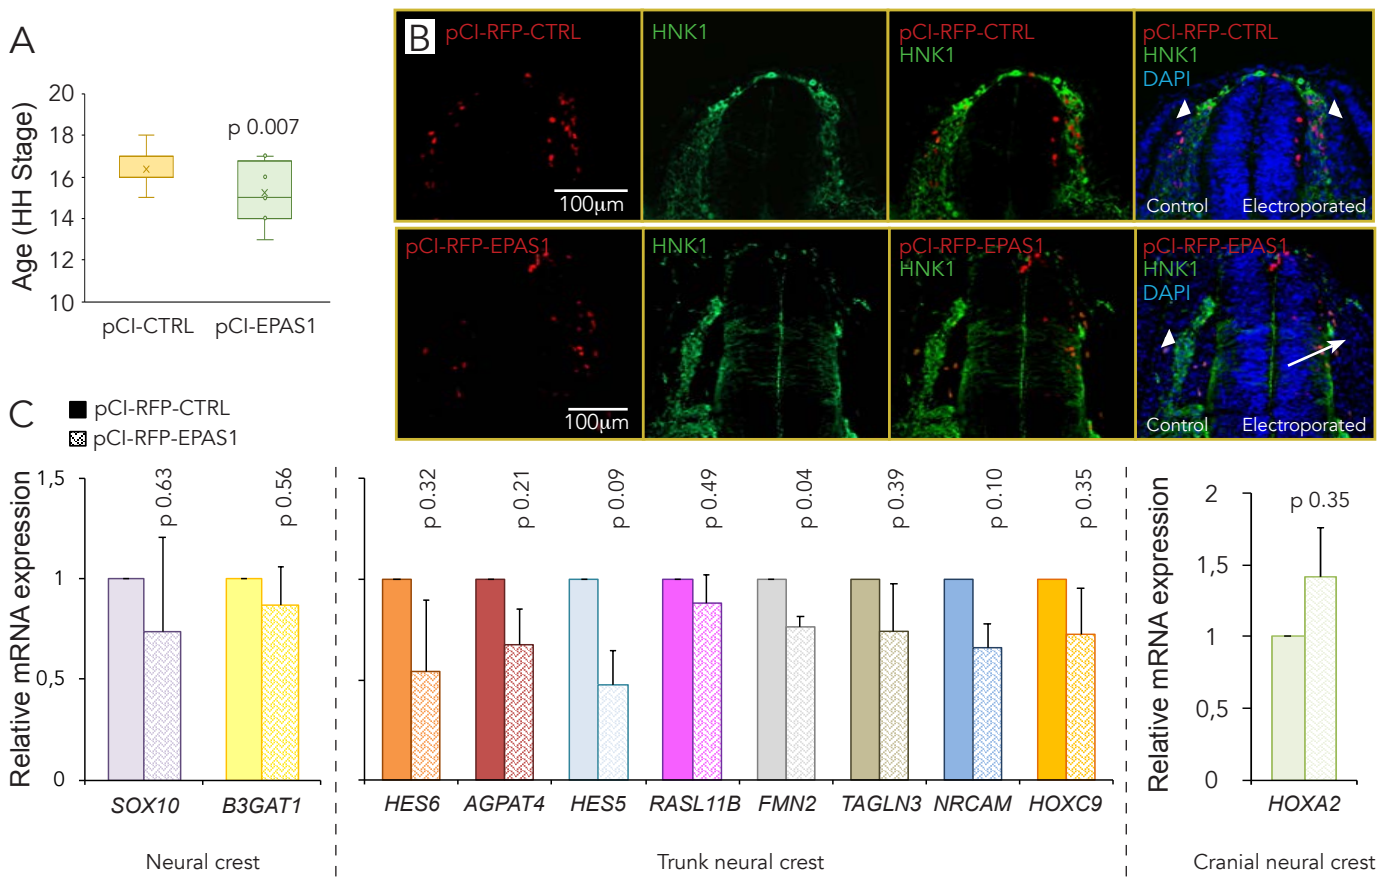 A
Age (HH Stage)
20
18
16
14
12
10
p 0.007
pCI-CTRL
pCI-EPAS1
B
pCI-RFP-CTRL
100µm
HNK1
pCI-RFP-CTRL
HNK1
pCI-RFP-CTRL
HNK1
DAPI
Control
Electroporated
pCI-RFP-EPAS1
100µm
HNK1
pCI-RFP-EPAS1
HNK1
pCI-RFP-EPAS1
HNK1
DAPI
Control
Electroporated
C
pCI-RFP-CTRL
pCI-RFP-EPAS1
Relative mRNA expression
1,5
1
0,5
0
p 0.63
p 0.56
SOX10
B3GAT1
Neural crest
p 0.32
p 0.21
p 0.09
p 0.49
p 0.04
p 0.39
p 0.10
p 0.35
HES6
AGPAT4
HES5
RASL11B
FMN2
TAGLN3
NRCAM
HOXC9
Trunk neural crest
Relative mRNA expression
2
1,5
1
0,5
0
p 0.35
HOXA2
Cranial neural crest